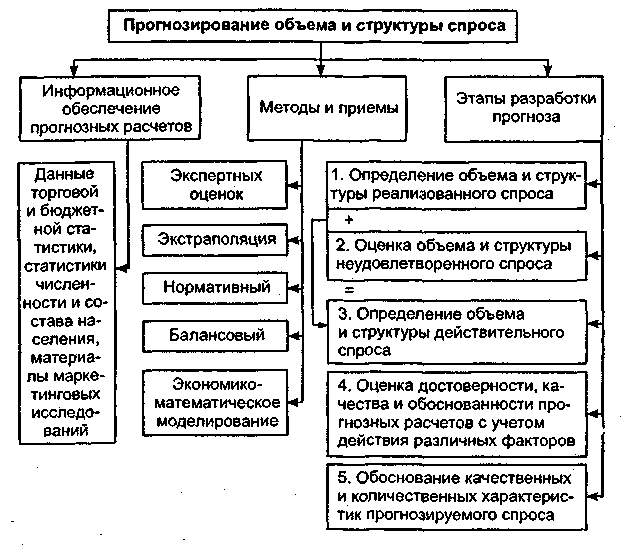 Прогнозирование объема и структуры спроса
Информационное
обеспечение
прогнозных расчетов
Методы и приемы
Этапы разработки
прогноза
Данные
торговой
и бюджет-
ной ста-
тистики,
статистики
числен-
ности и со-
става на-
селения,
материа-
лы марке-
тинговых
исследо-
ваний
Экспертных
оценок
Экстраполяция
Нормативный
Балансовый
Экономико-
математическое
моделирование
1. Определение объема и струк-
туры реализованного спроса
+
2. Оценка объема и структуры
неудовлетворенного спроса
=
3. Определение объема
и структуры действительного
спроса
4. Оценка достоверности, ка-
чества и обоснованности про-
гнозных расчетов с учетом
действия различных факторов
5. Обоснование качественных
и количественных характерис-
тик прогнозируемого спроса